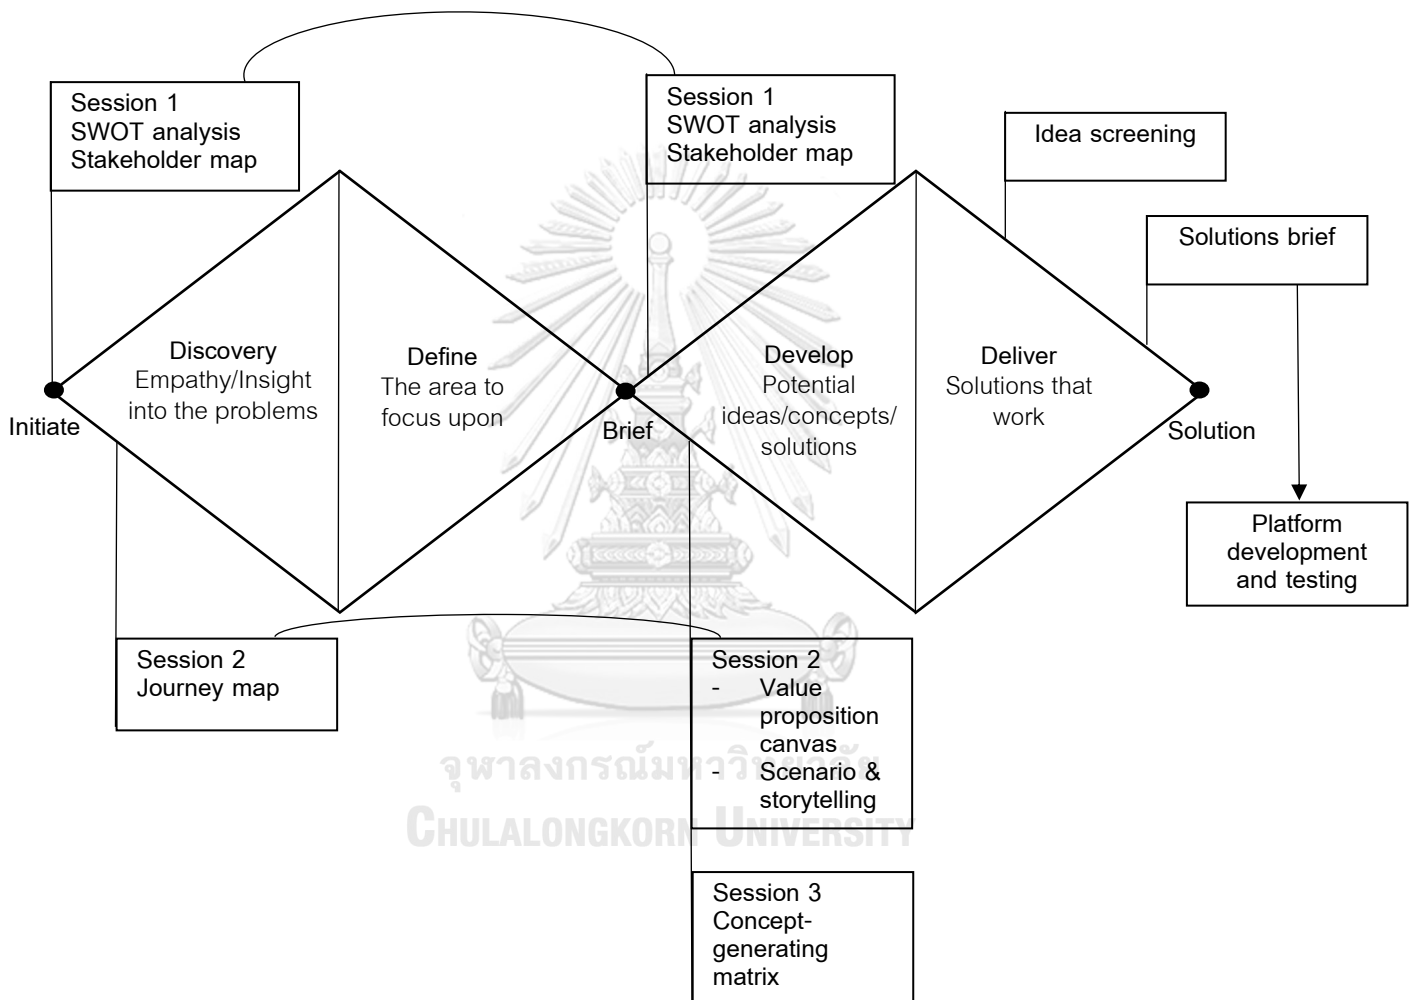 Session 1
SWOT analysis
Stakeholder map
Session 1
SWOT analysis
Stakeholder map
Idea screening
Solutions brief
Discovery
Empathy/Insight
into the problems
Define
The area to
focus upon
Develop
Potential
ideas/concepts/
solutions
Deliver
Solutions that
work
Initiate
Brief
Solution
Platform
development
and testing
Session 2
Journey map
Session 2
- Value
proposition
canvas
- Scenario &
storytelling
จุฬาลงกรณ์มหาวิทยาลัย
CHULALONGKORN UNIVERSITY
Session 3
Concept-
generating
matrix